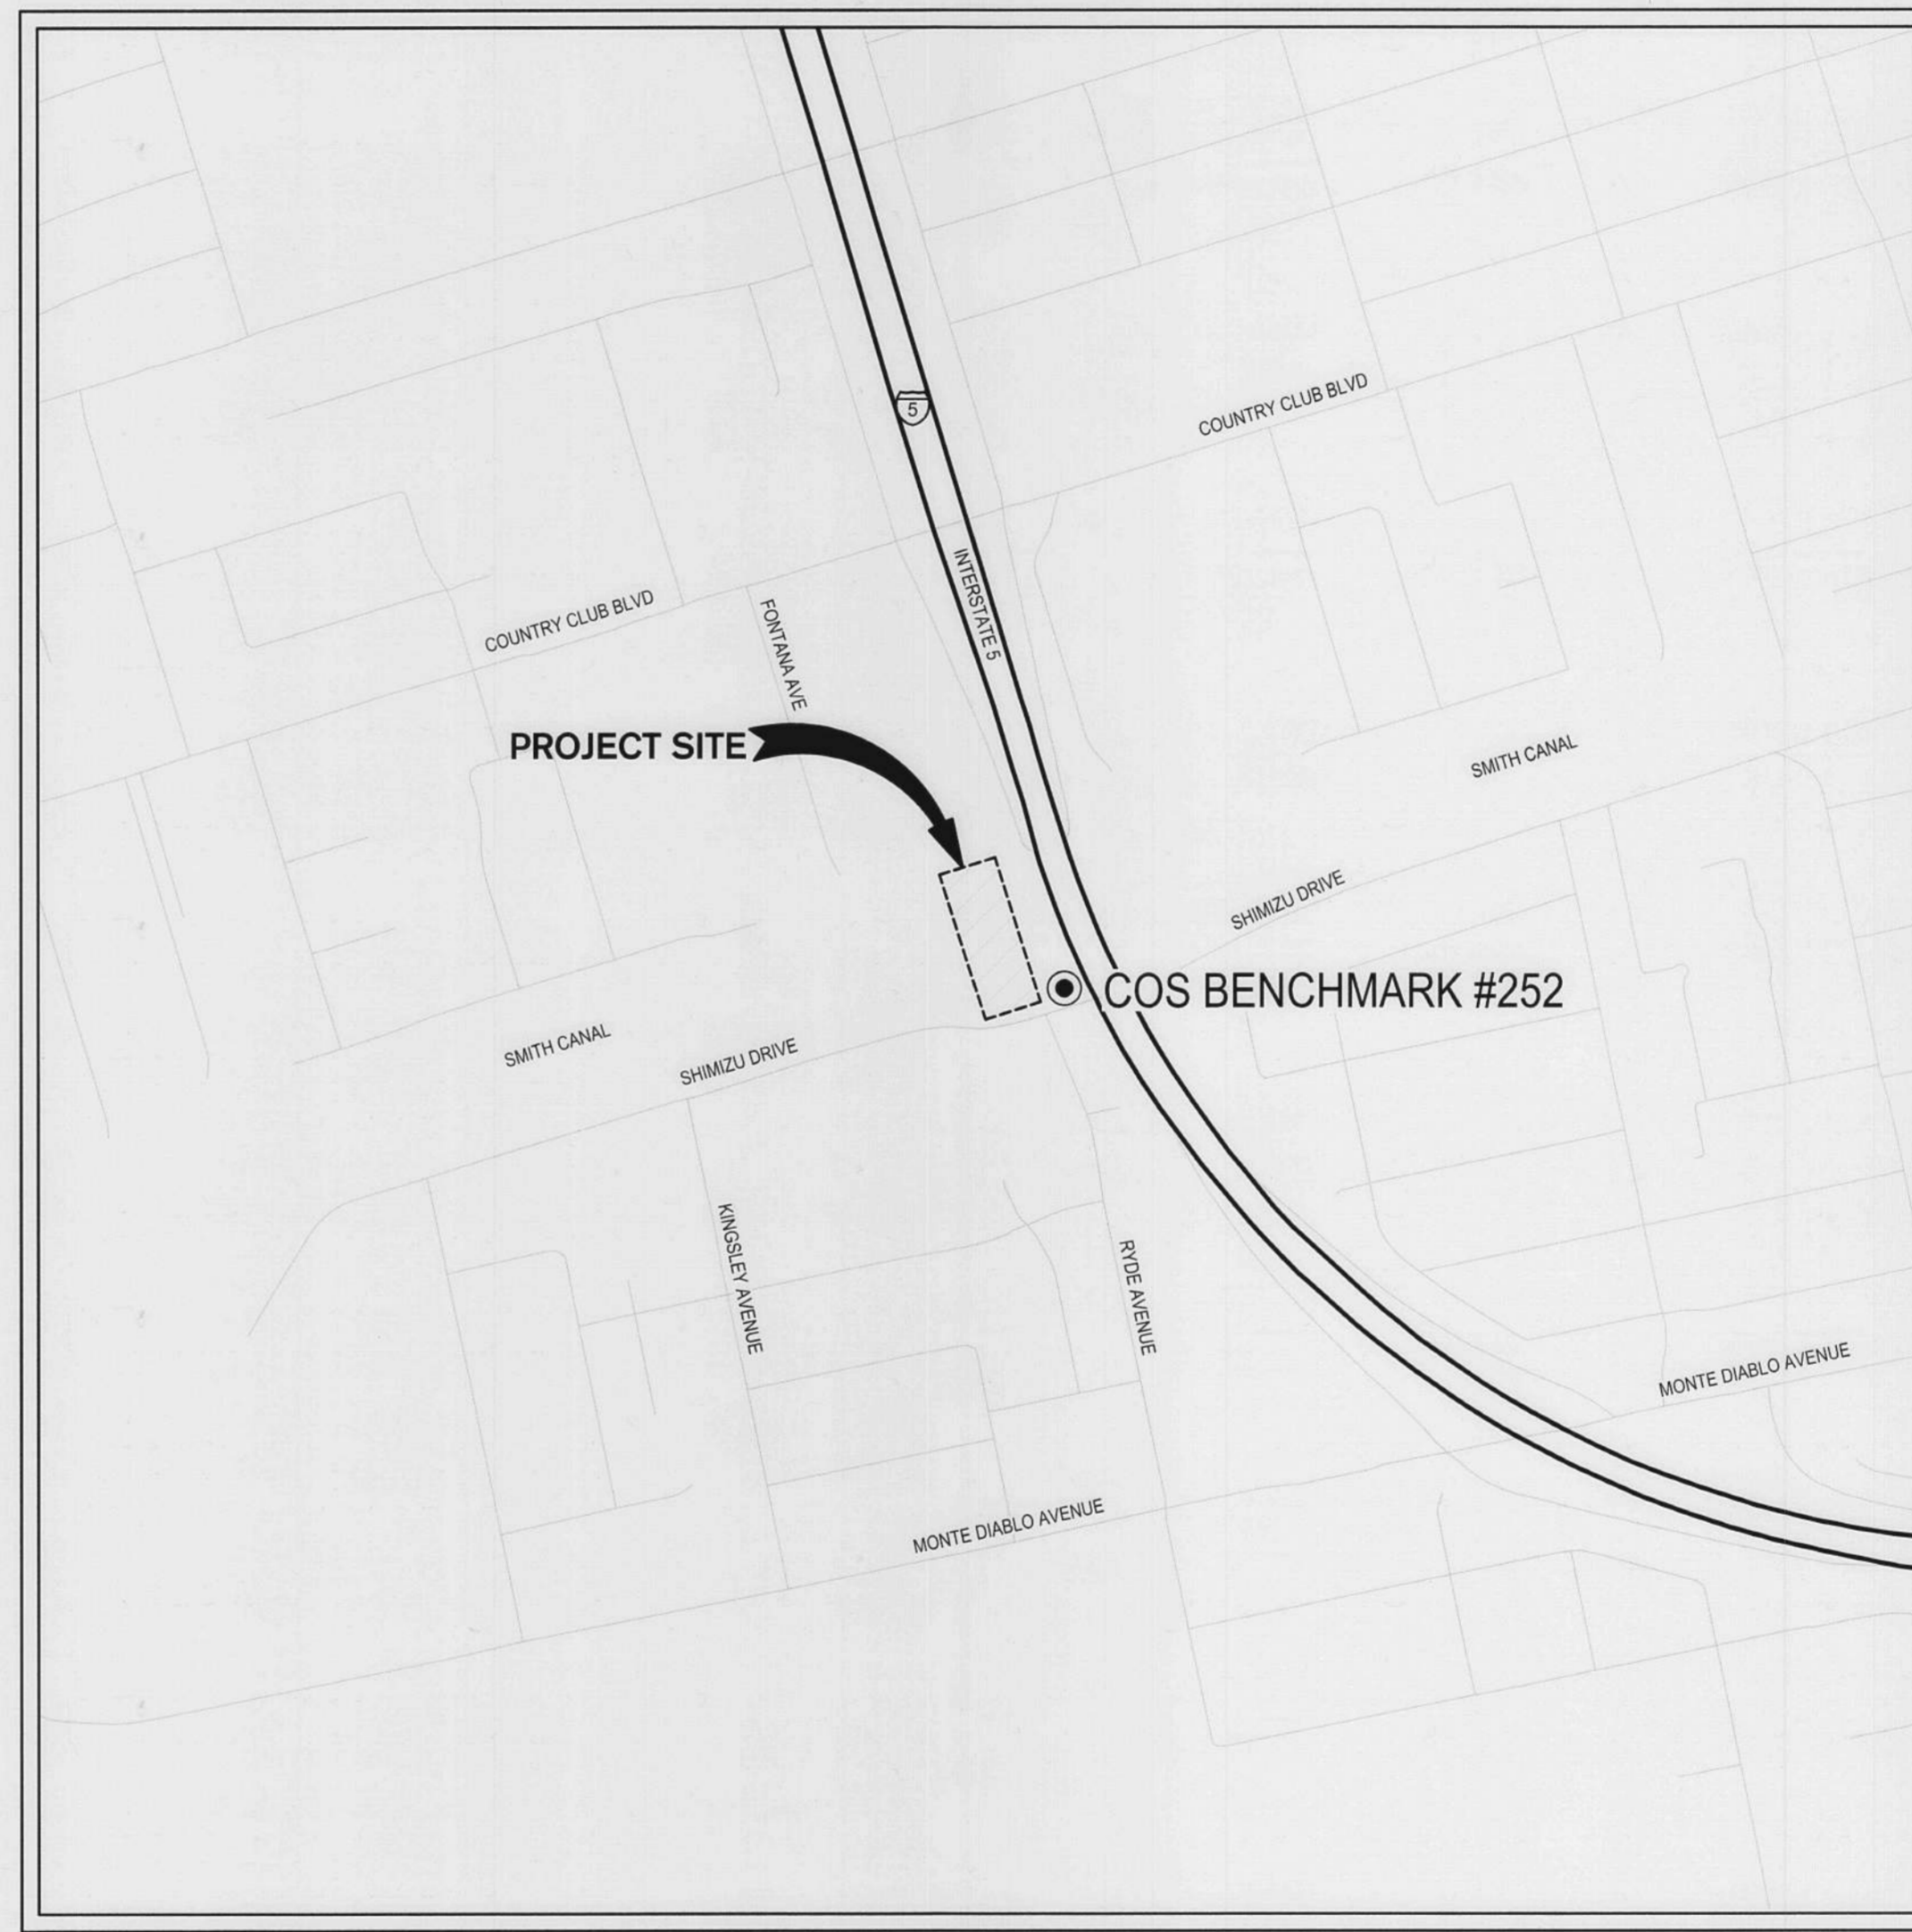 5
COUNTRY CLUB BLVD
INTERSTATE 5
COUNTRY CLUB BLVD
FONTANA AVE
PROJECT SITE
SMITH CANAL
SHIMIZU DRIVE
COS BENCHMARK #252
SMITH CANAL
SHIMIZU DRIVE
KINGSLEY AVENUE
RYDE AVENUE
MONTE DIABLO AVENUE
MONTE DIABLO AVENUE